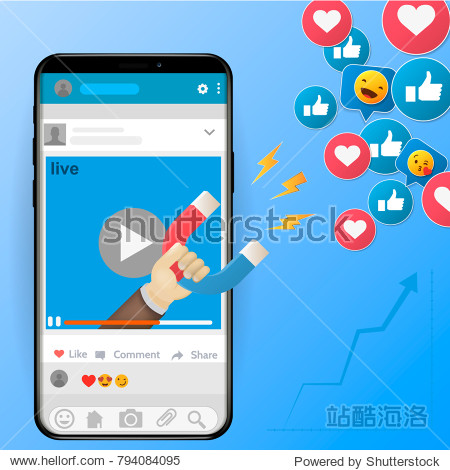 live
shutterstock
Like Comment Share
站酷海洛
www.hellorf.com - 794084095
Powered by Shutterstock